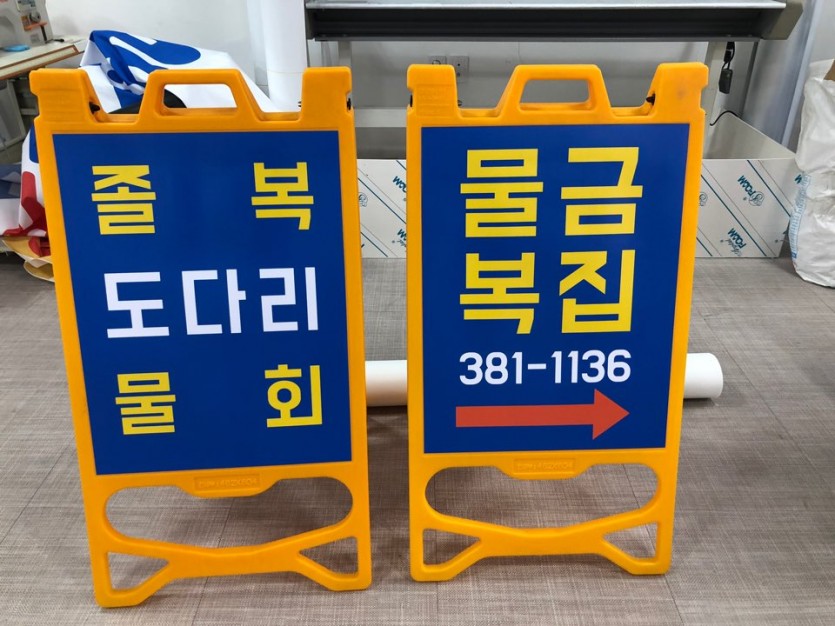 졸 복
도다리
물 회
물금
복집
381-1136